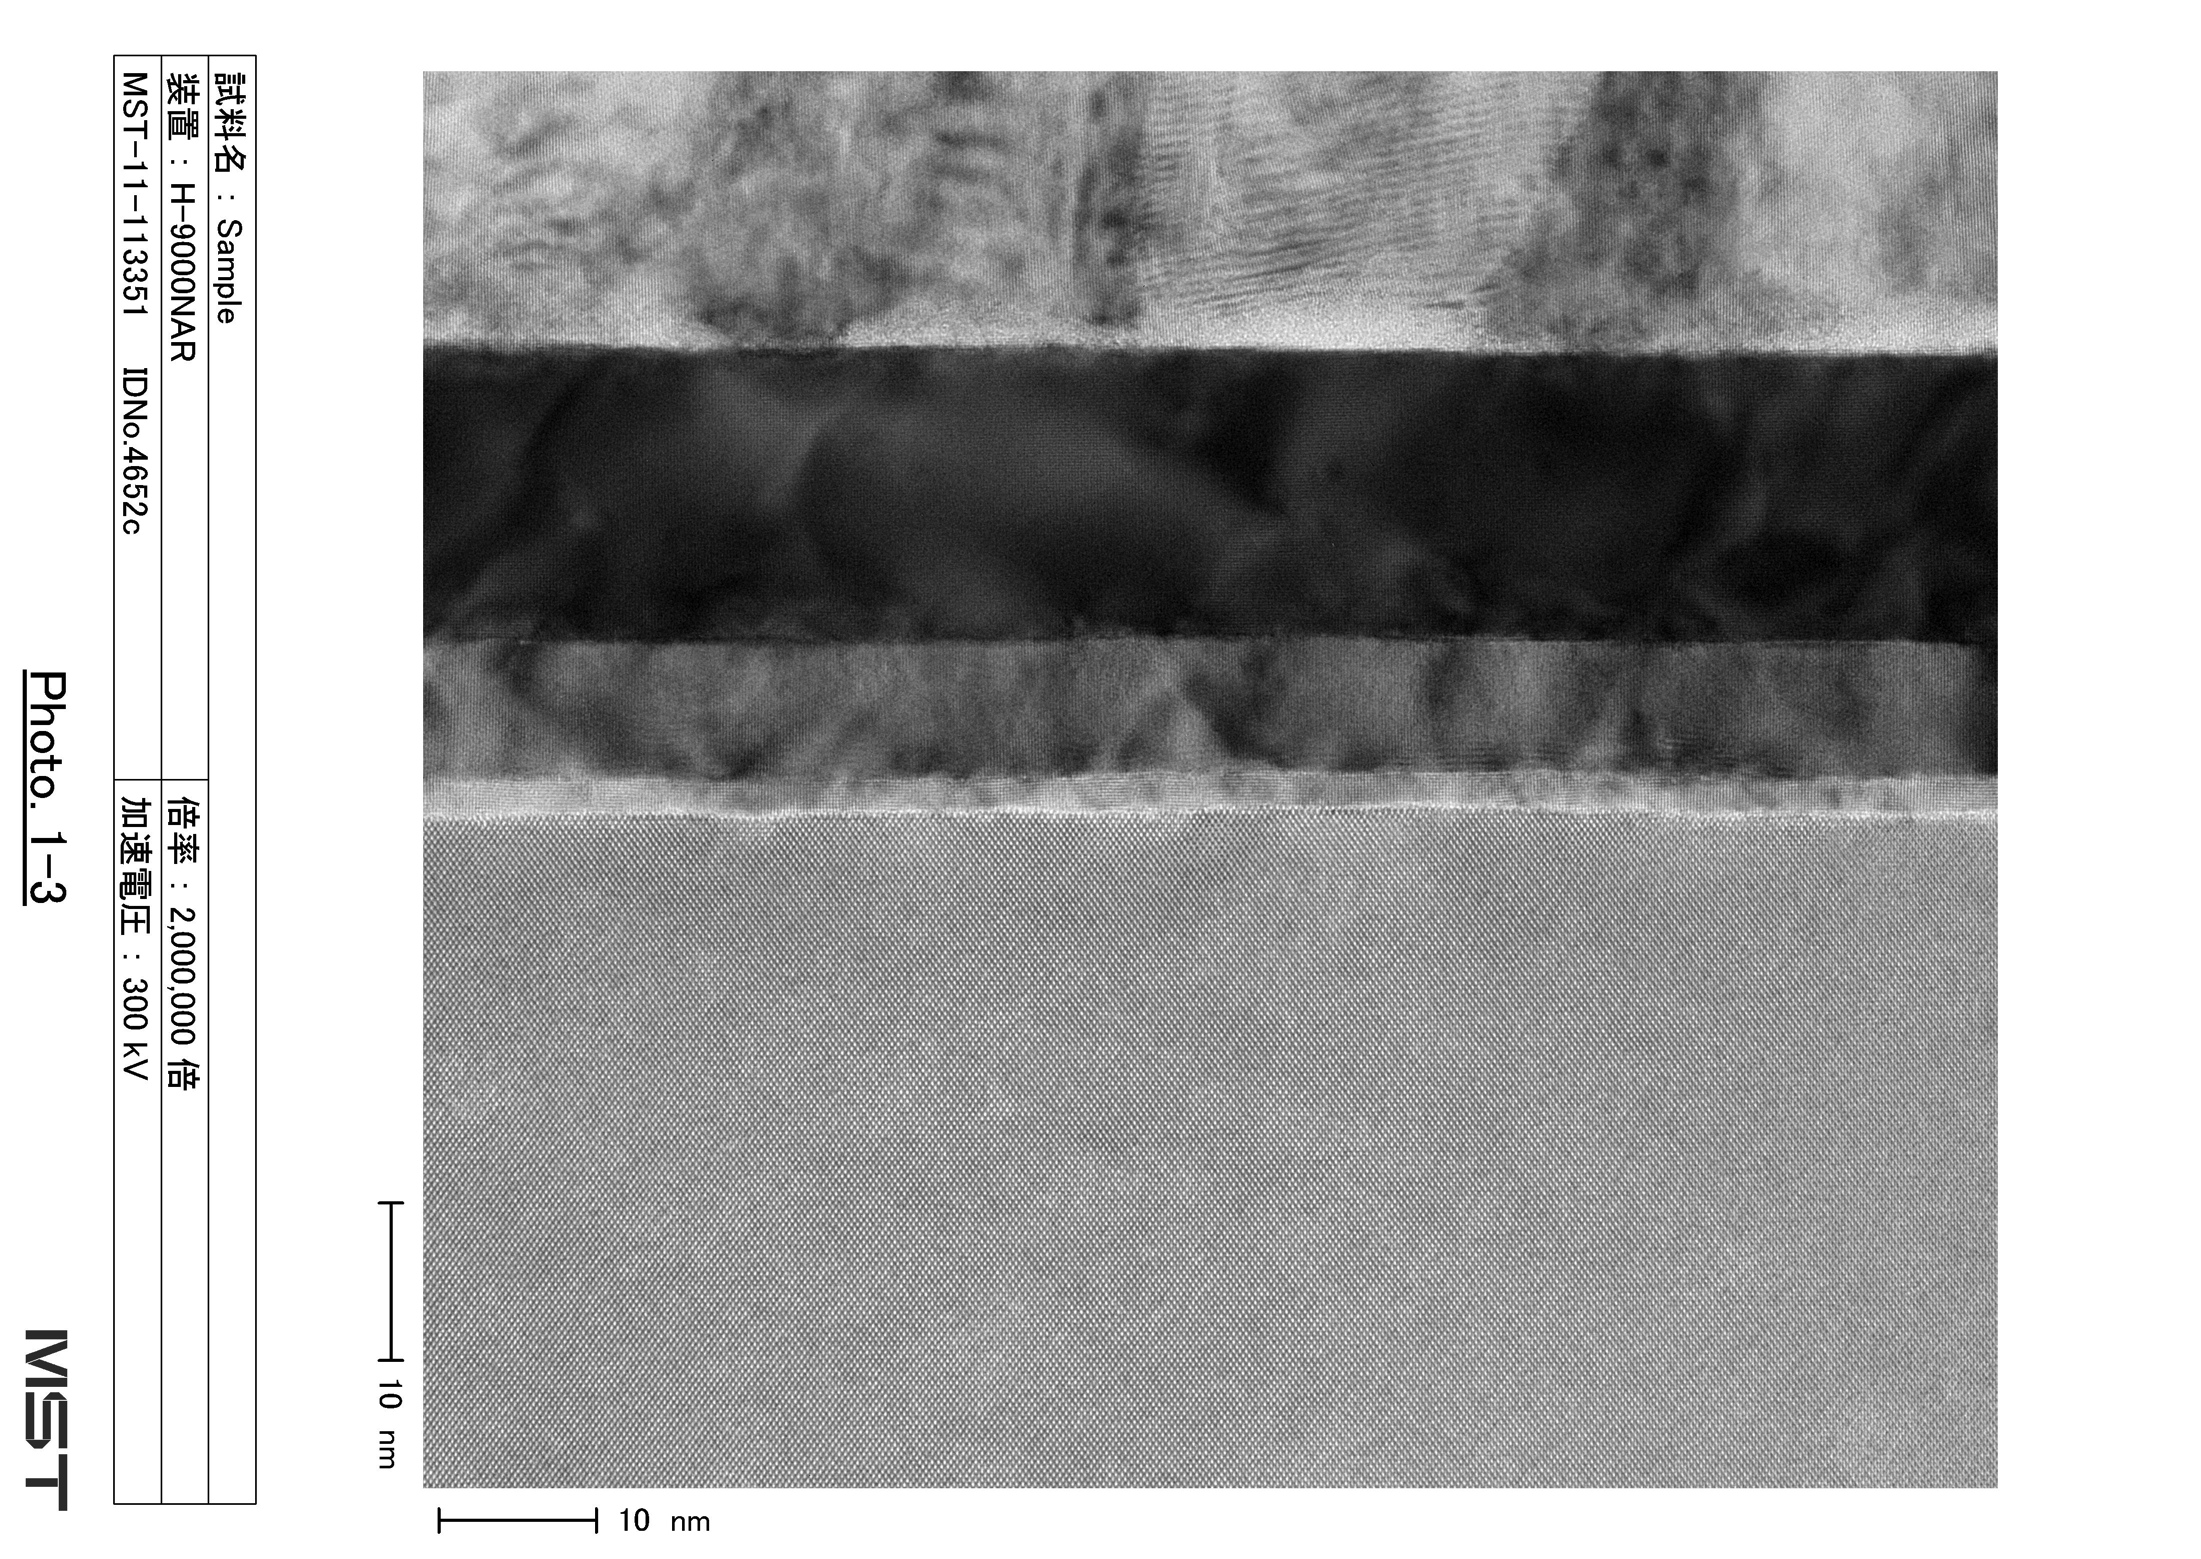 試料名 : Sample
装置 : H-9000NAR
倍率 : 2,000,000 倍
MST-11-113351 IDNo.4652c
加速電圧 : 300 kV
Photo. 1-3
MST
10 nm
10 nm